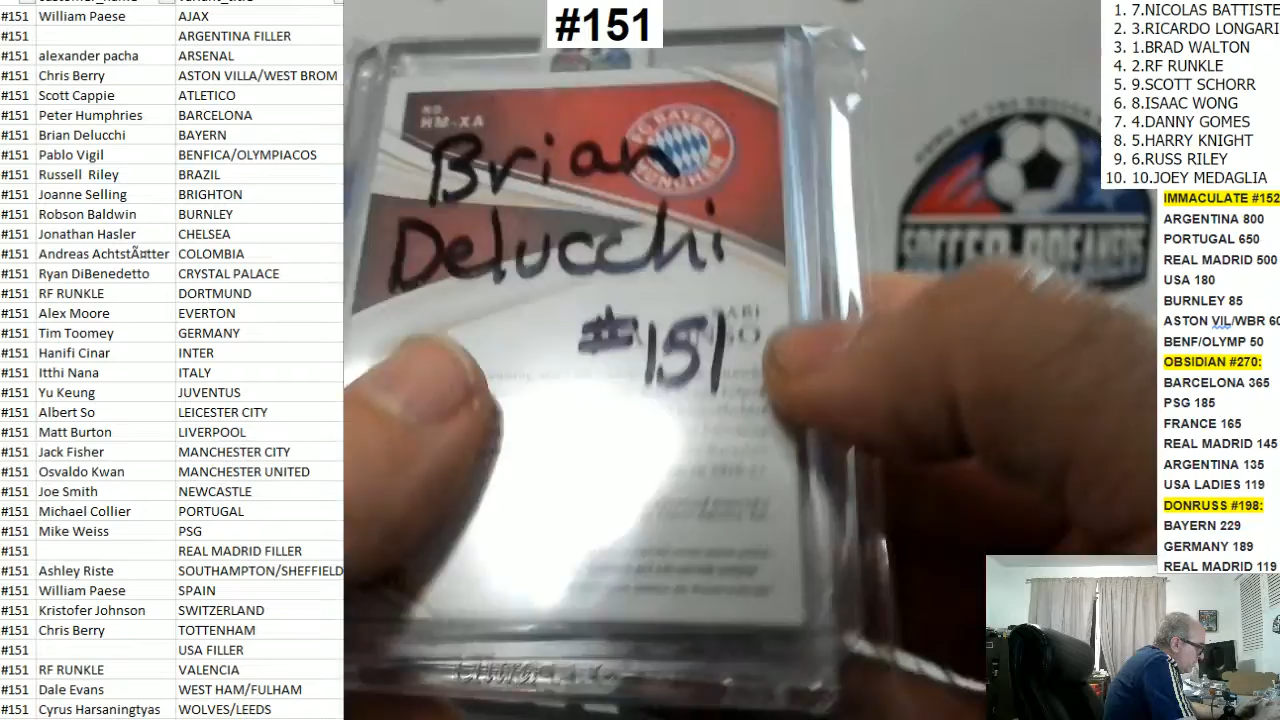 customer_name variant_title
#151 William Paese AJAX
#151 ARGENTINA FILLER
#151 alexander pacha ARSENAL
#151 Chris Berry ASTON VILLA/WEST BROM
#151 Scott Cappie ATLETICO
#151 Peter Humphries BARCELONA
#151 Brian Delucchi BAYERN
#151 Pablo Vigil BENFICA/OLYMPIACOS
#151 Russell Riley BRAZIL
#151 Joanne Selling BRIGHTON
#151 Robson Baldwin BURNLEY
#151 Jonathan Hasler CHELSEA
#151 Andreas AchtstÃ¤tter COLOMBIA
#151 Ryan DiBenedetto CRYSTAL PALACE
#151 RF RUNKLE DORTMUND
#151 Alex Moore EVERTON
#151 Tim Toomey GERMANY
#151 Hanifi Cinar INTER
#151 Itthi Nana ITALY
#151 Yu Keung JUVENTUS
#151 Albert So LEICESTER CITY
#151 Matt Burton LIVERPOOL
#151 Jack Fisher MANCHESTER CITY
#151 Osvaldo Kwan MANCHESTER UNITED
#151 Joe Smith NEWCASTLE
#151 Michael Collier PORTUGAL
#151 Mike Weiss PSG
#151 REAL MADRID FILLER
#151 Ashley Riste SOUTHAMPTON/SHEFFIELD
#151 William Paese SPAIN
#151 Kristofer Johnson SWITZERLAND
#151 Chris Berry TOTTENHAM
#151 USA FILLER
#151 RF RUNKLE VALENCIA
#151 Dale Evans WEST HAM/FULHAM
#151 Cyrus Harsaningtyas WOLVES/LEEDS
#151
NO.
HM-XA
FC BAYERN
MÜNCHEN
Brian
Delucchi
#151
SOCCER BREAKS
1. 7.NICOLAS BATTISTE
2. 3.RICARDO LONGARI
3. 1.BRAD WALTON
4. 2.RF RUNKLE
5. 9.SCOTT SCHORR
6. 8.ISAAC WONG
7. 4.DANNY GOMES
8. 5.HARRY KNIGHT
9. 6.RUSS RILEY
10. 10.JOEY MEDAGLIA
IMMACULATE #152
ARGENTINA 800
PORTUGAL 650
REAL MADRID 500
USA 180
BURNLEY 85
ASTON VIL/WBR 60
BENF/OLYMP 50
OBSIDIAN #270:
BARCELONA 365
PSG 185
FRANCE 165
REAL MADRID 145
ARGENTINA 135
USA LADIES 119
DONRUSS #198:
BAYERN 229
GERMANY 189
REAL MADRID 119